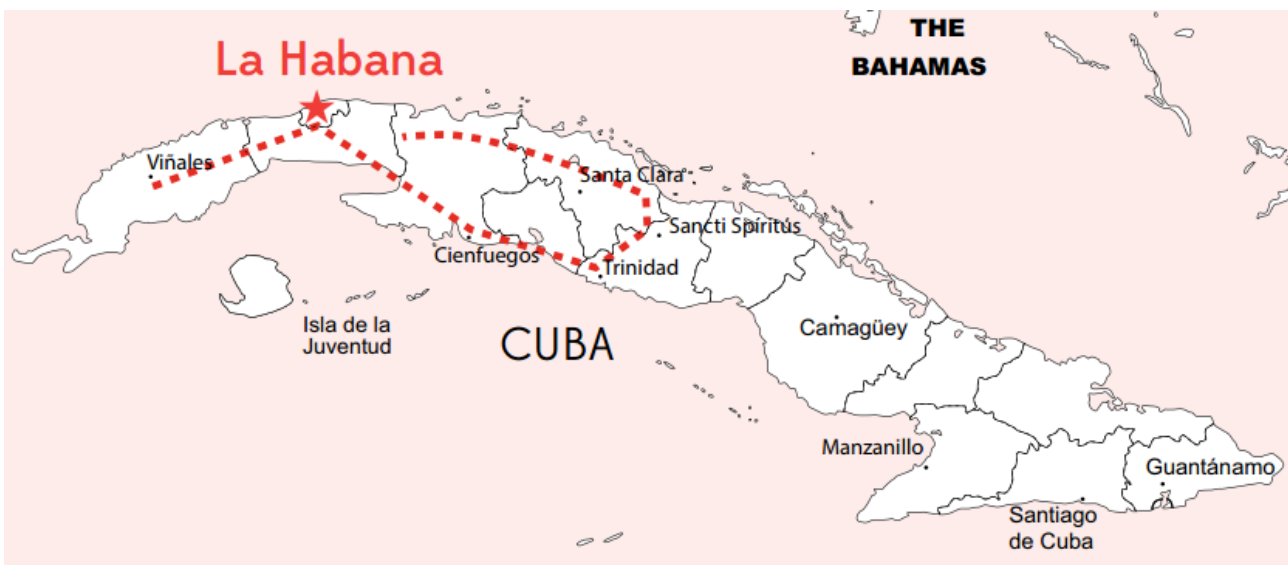 THE
BAHAMAS
La Habana
Viñales
Santa Clara
Sancti Spíritus
Cienfuegos
Trinidad
Isla de la
Juventud
CUBA
Camagüey
Manzanillo
Guantánamo
Santiago
de Cuba